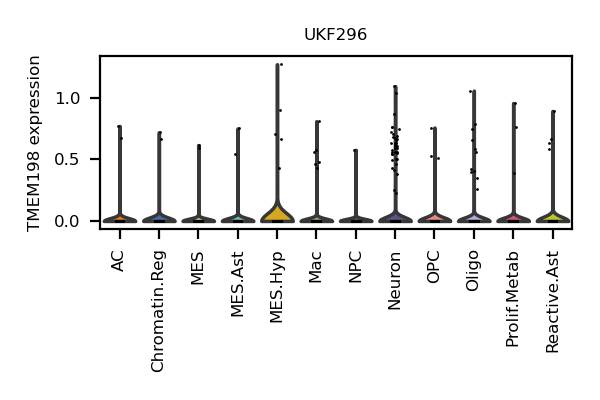 UKF296
TMEM198 expression
1.0
0.5
0.0
AC
Chromatin.Reg
MES
MES.Ast
MES.Hyp
Mac
NPC
Neuron
OPC
Oligo
Prolif.Metab
Reactive.Ast